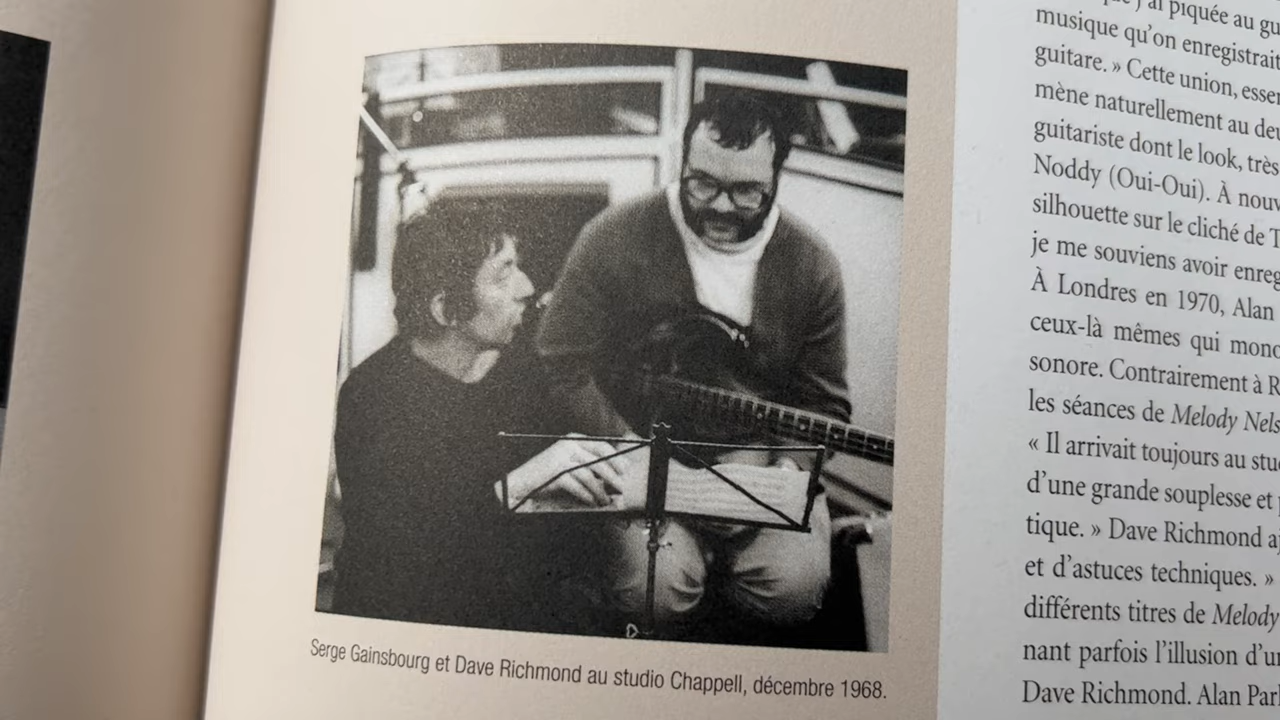 Serge Gainsbourg et Dave Richmond au studio Chappell, décembre 1968.
j'ai piquée au
musique qu'on enregistrait
guitare. » Cette union,
mène naturellement au
guitariste dont le look, très
Noddy (Oui-Oui). À
silhouette sur le cliché de
je me souviens avoir
À Londres en 1970, Alan
ceux-là mêmes qui
sonore. Contrairement à
les séances de Melody
« Il arrivait toujours au
d'une grande souplesse et
tique. » Dave Richmond
et d'astuces techniques. »
différents titres de Melody
nant parfois l'illusion
Dave Richmond. Alan